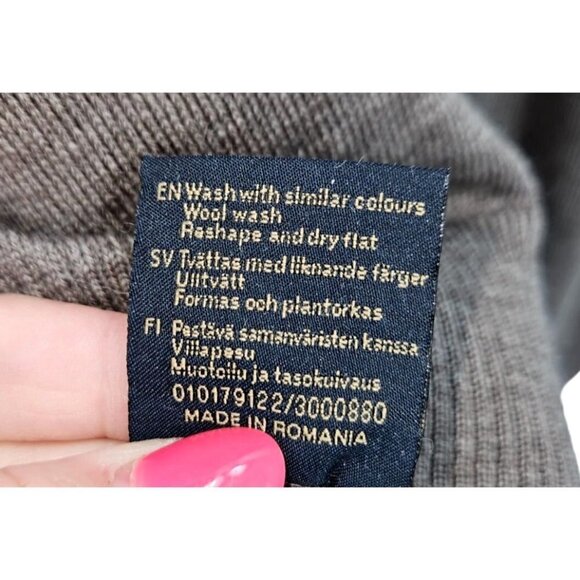 EN Wash with similar colours
Wool wash
Reshape and dry flat
SV Tvättas med liknande färger
Ulltvätt
Formas och plantorkas
FI Pestävä samanväristen kanssa
Villapesu
Muotoilu ja tasokuivaus
010179122/3000880
MADE IN ROMANIA